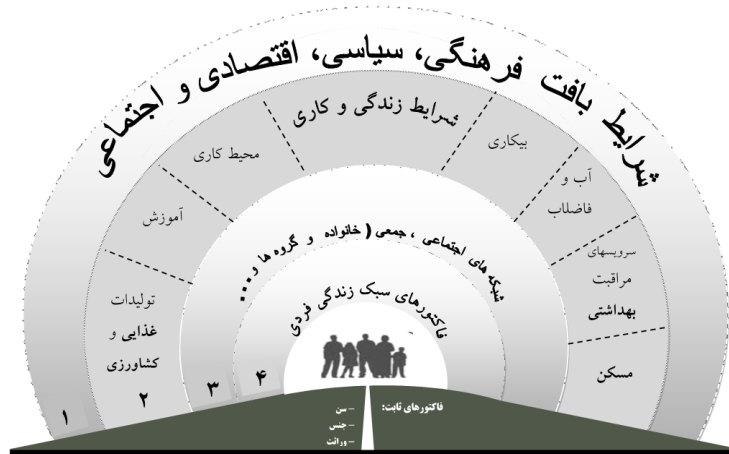 شرایط بافت فرهنگی، سیاسی، اقتصادی و اجتماعی
شرایط زندگی و کاری
بیکاری
محیط کاری
آب و
فاضلاب
آموزش
سرویسهای
مراقبت
بهداشتی
تولیدات
غذایی و
کشاورزی
مسکن
شبکه های اجتماعی ، جمعی ( خانواده و گروه ها و ...
فاکتورهای سبک زندگی فردی
۱
۲
۳
۴
فاکتورهای ثابت:
– سن
– جنس
– وراثت